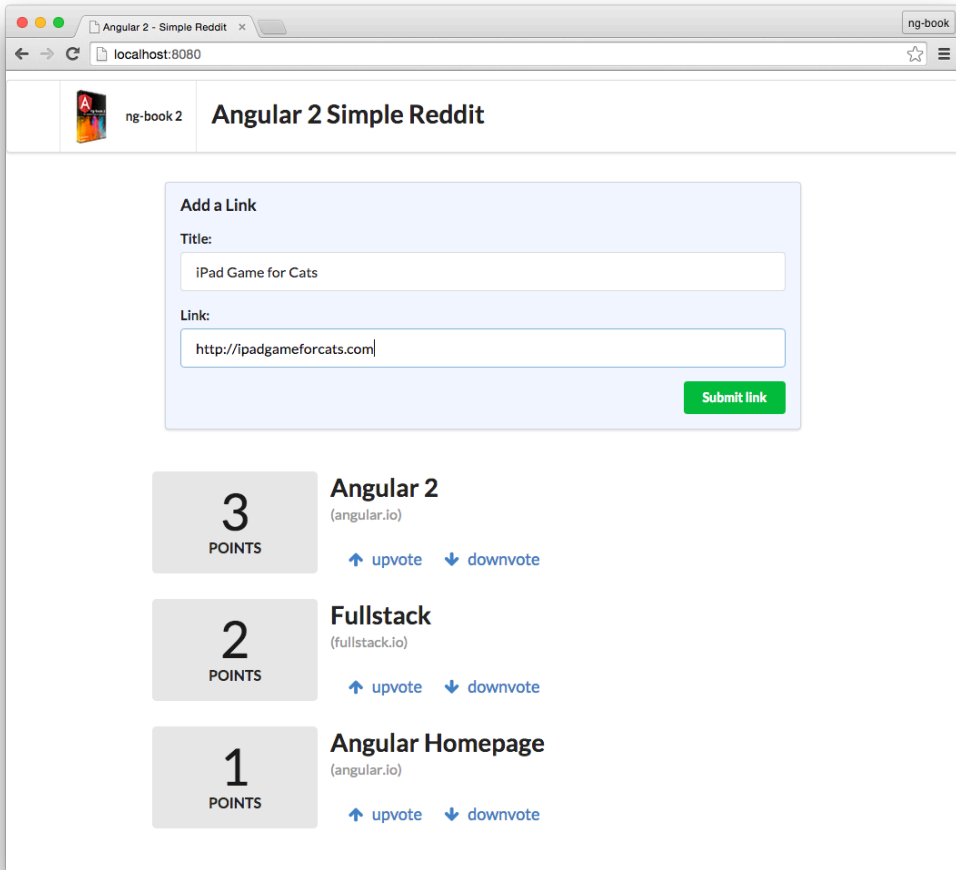 Angular 2 - Simple Reddit
ng-book
localhost:8080
ng-book 2
Angular 2 Simple Reddit
Add a Link
Title:
iPad Game for Cats
Link:
http://ipadgameforcats.com
Submit link
3
POINTS
Angular 2
(angular.io)
upvote downvote
2
POINTS
Fullstack
(fullstack.io)
upvote downvote
1
POINTS
Angular Homepage
(angular.io)
upvote downvote